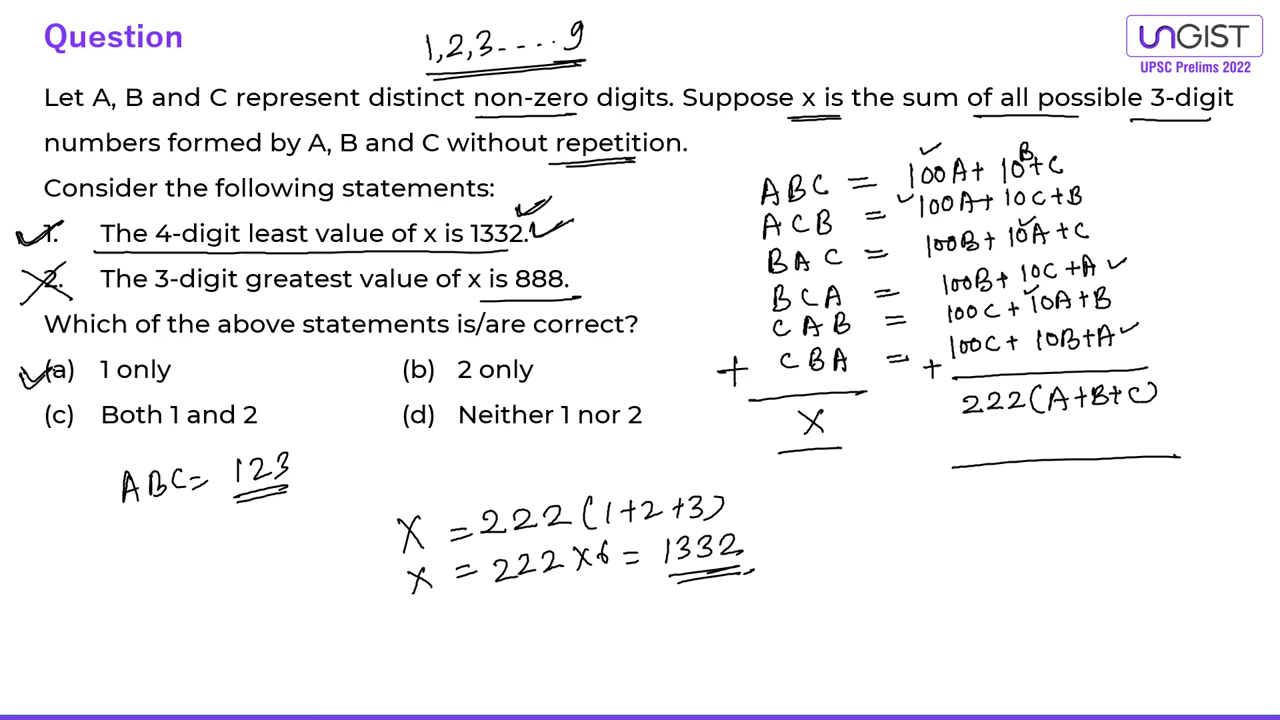 Question
1,2,3.....9
UNGIST
UPSC Prelims 2022
Let A, B and C represent distinct non-zero digits. Suppose x is the sum of all possible 3-digit
numbers formed by A, B and C without repetition.
Consider the following statements:
1. The 4-digit least value of x is 1332.
2. The 3-digit greatest value of x is 888.
Which of the above statements is/are correct?
(a) 1 only (b) 2 only
(c) Both 1 and 2 (d) Neither 1 nor 2
ABC = 100A+ 10B+C
ACB = 100A+ 10C+B
BAC = 100B+ 10A+C
BCA = 100B+ 10C+A
CAB = 100C+ 10A+B
+ CBA = + 100C+ 10B+A
X 222(A+B+C)
ABC= 123
X =222(1+2+3)
X =222×6= 1332